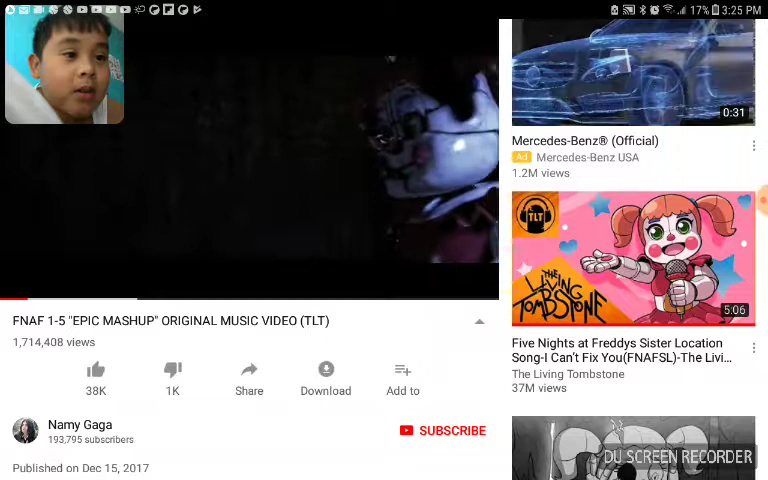 17% 3:25 PM
0:31
Mercedes-Benz® (Official)
Ad Mercedes-Benz USA
1.2M views
TLT
THE LIVING TOMBSTONE
5:06
FNAF 1-5 "EPIC MASHUP" ORIGINAL MUSIC VIDEO (TLT)
1,714,408 views
Five Nights at Freddys Sister Location
Song-I Can't Fix You(FNAFSL)-The Livi...
The Living Tombstone
37M views
38K 1K Share Download Add to
Namy Gaga
193,795 subscribers
SUBSCRIBE
Published on Dec 15, 2017
DU SCREEN RECORDER